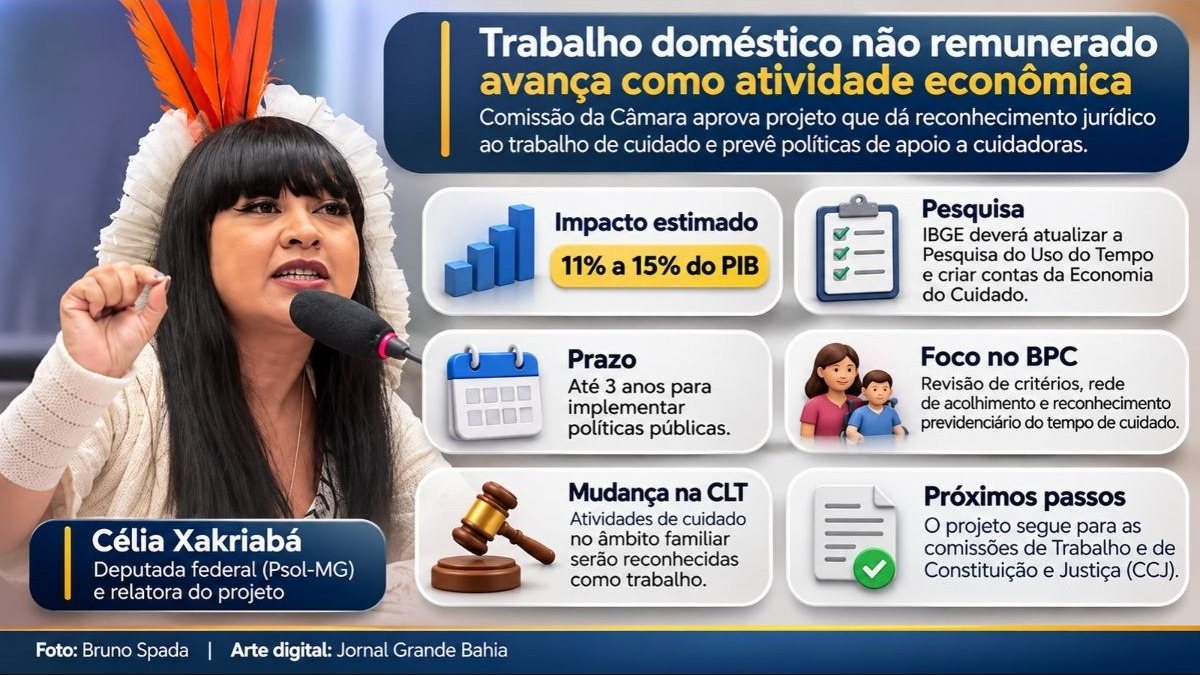 Trabalho doméstico não remunerado
avança como atividade econômica
Comissão da Câmara aprova projeto que dá reconhecimento jurídico
ao trabalho de cuidado e prevê políticas de apoio a cuidadoras.
Impacto estimado
11% a 15% do PIB
Pesquisa
IBGE deverá atualizar a
Pesquisa do Uso do Tempo
e criar contas da Economia
do Cuidado.
Prazo
Até 3 anos para
implementar
políticas públicas.
Foco no BPC
Revisão de critérios, rede
de acolhimento e reconhecimento
previdenciário do tempo de cuidado.
Mudança na CLT
Atividades de cuidado
no âmbito familiar
serão reconhecidas
como trabalho.
Próximos passos
O projeto segue para as
comissões de Trabalho e de
Constituição e Justiça (CCJ).
Célia Xakriabá
Deputada federal (Psol-MG)
e relatora do projeto
Foto: Bruno Spada | Arte digital: Jornal Grande Bahia